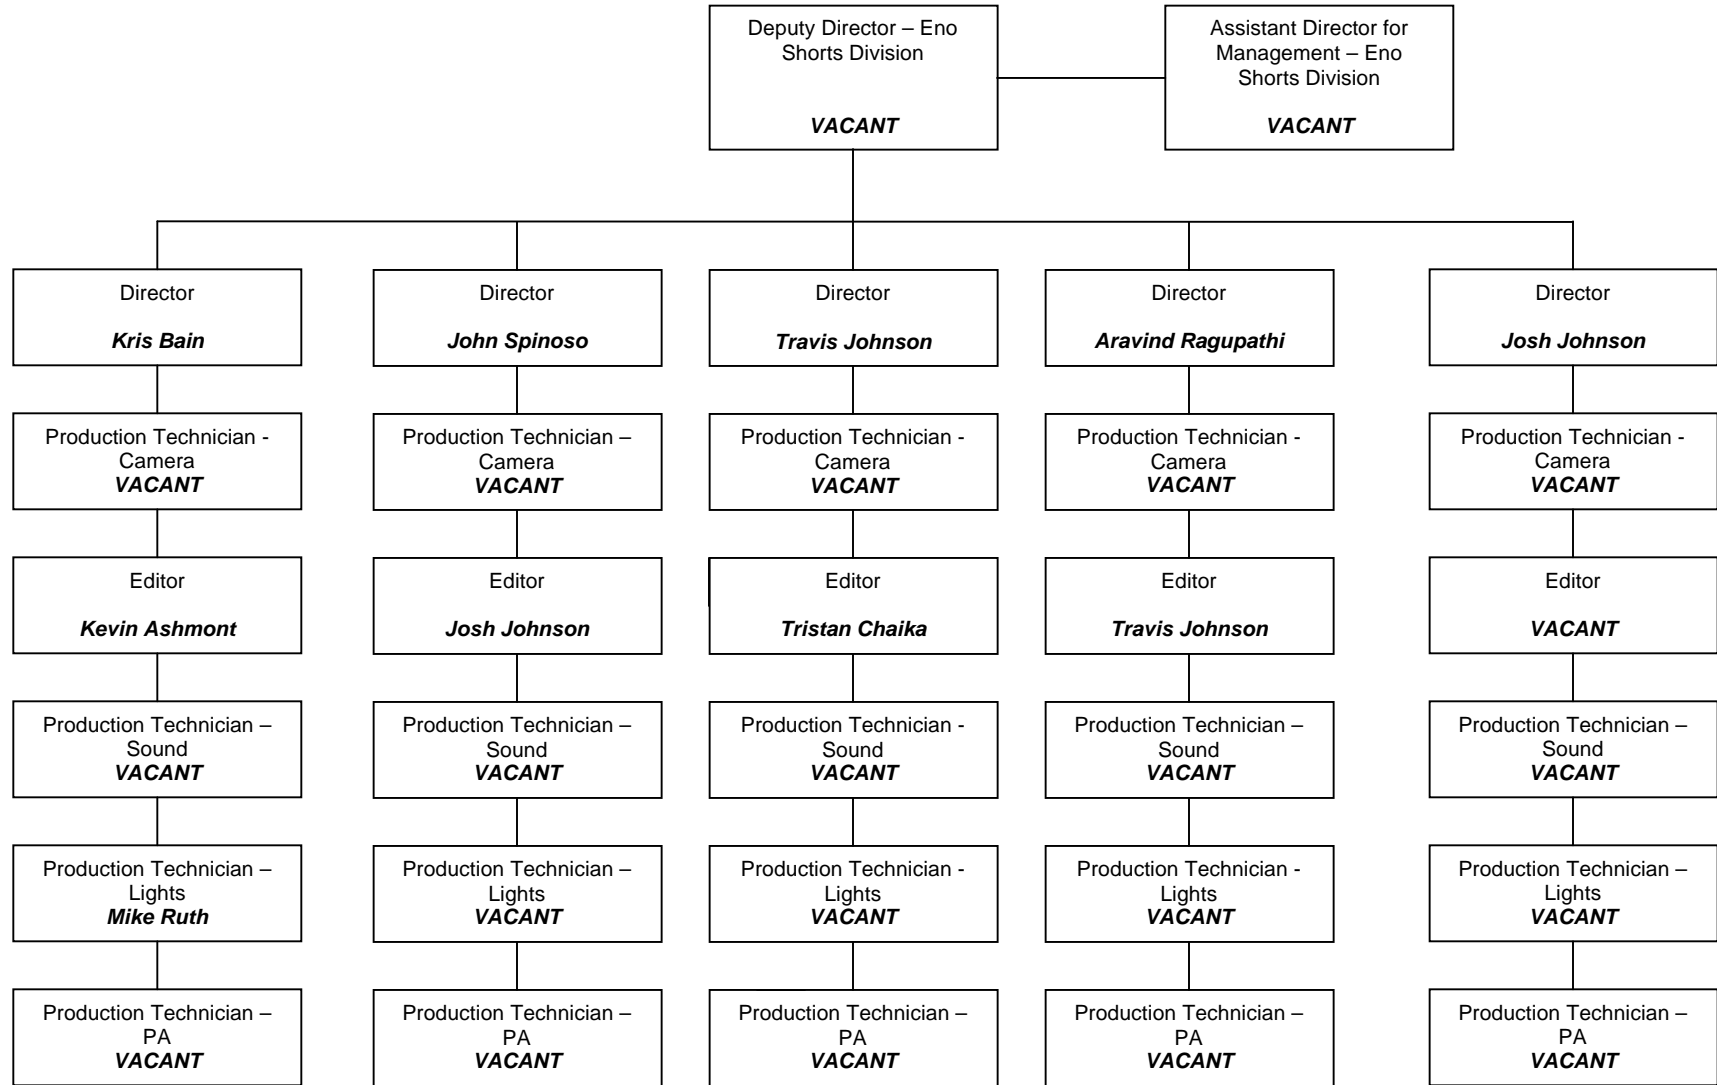 Deputy Director – Eno
Shorts Division
VACANT
Assistant Director for
Management – Eno
Shorts Division
VACANT
Director
Kris Bain
Director
John Spinoso
Director
Travis Johnson
Director
Aravind Ragupathi
Director
Josh Johnson
Production Technician -
Camera
VACANT
Production Technician –
Camera
VACANT
Production Technician -
Camera
VACANT
Production Technician -
Camera
VACANT
Production Technician -
Camera
VACANT
Editor
Kevin Ashmont
Editor
Josh Johnson
Editor
Tristan Chaika
Editor
Travis Johnson
Editor
VACANT
Production Technician –
Sound
VACANT
Production Technician –
Sound
VACANT
Production Technician -
Sound
VACANT
Production Technician –
Sound
VACANT
Production Technician –
Sound
VACANT
Production Technician –
Lights
Mike Ruth
Production Technician –
Lights
VACANT
Production Technician -
Lights
VACANT
Production Technician -
Lights
VACANT
Production Technician –
Lights
VACANT
Production Technician –
PA
VACANT
Production Technician –
PA
VACANT
Production Technician –
PA
VACANT
Production Technician –
PA
VACANT
Production Technician –
PA
VACANT